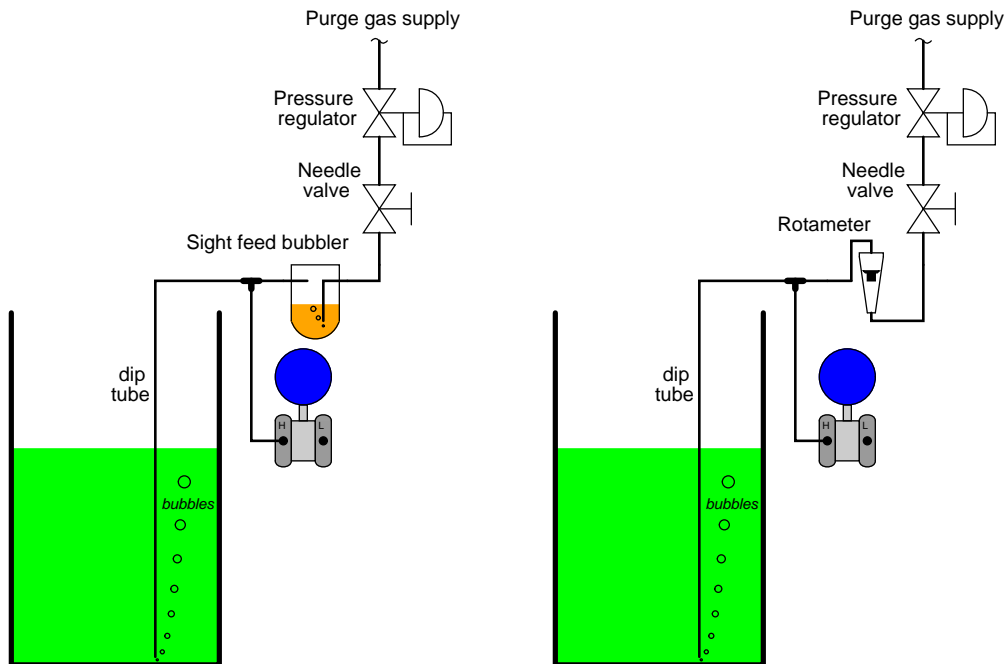 Purge gas supply
Pressure
regulator
Needle
valve
Sight feed bubbler
dip
tube
H
L
bubbles
Purge gas supply
Pressure
regulator
Needle
valve
Rotameter
dip
tube
H
L
bubbles